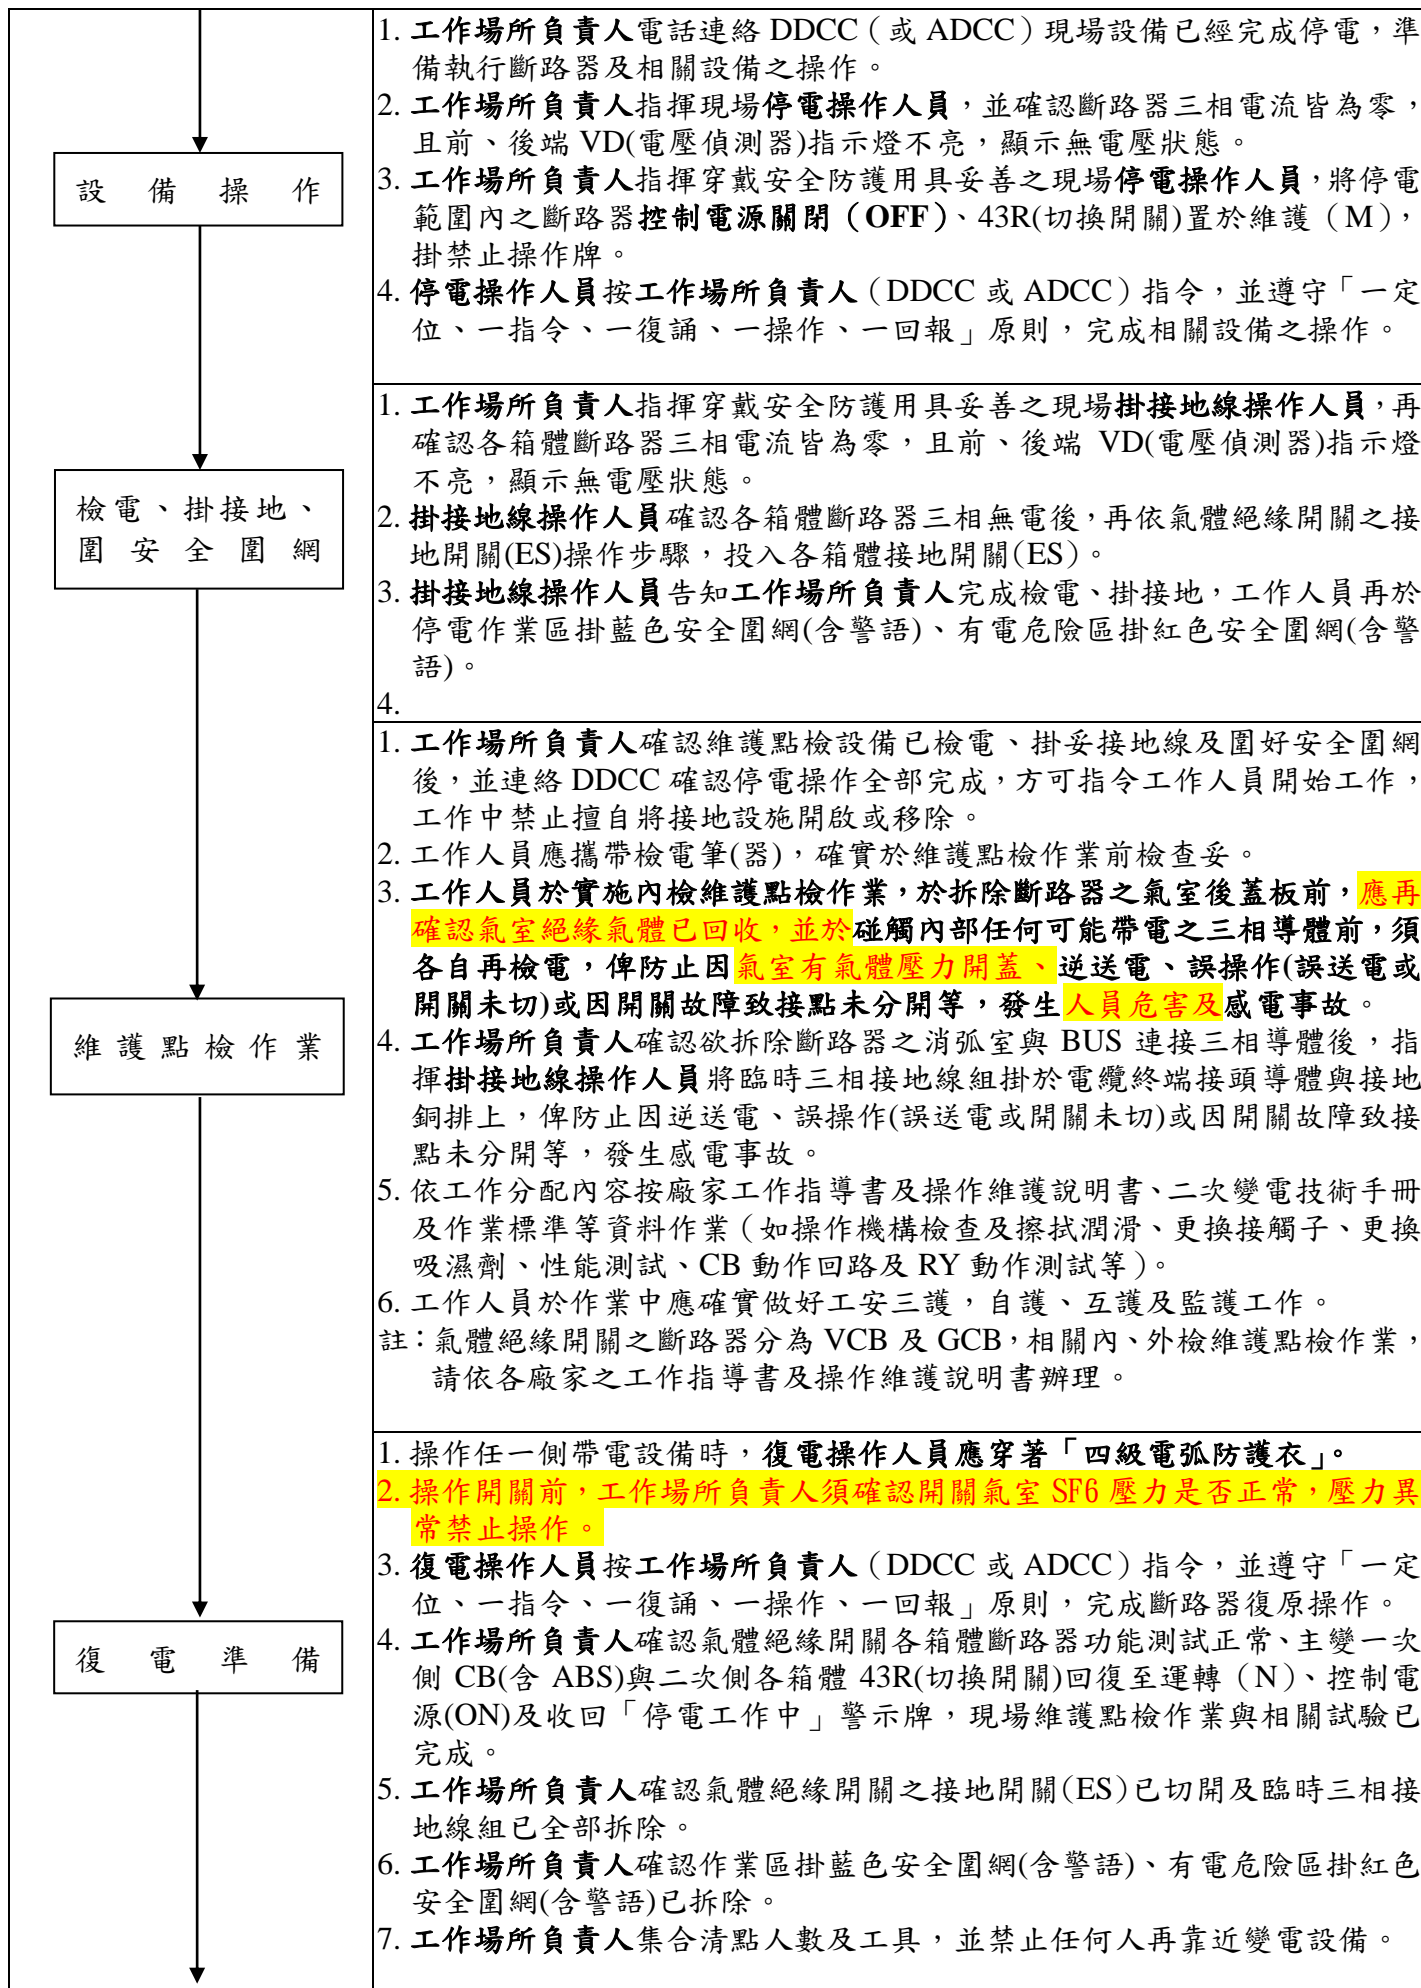 1. 工作場所負責人電話連絡 DDCC（或 ADCC）現場設備已經完成停電，準
備執行斷路器及相關設備之操作。
2. 工作場所負責人指揮現場停電操作人員，並確認斷路器三相電流皆為零，
且前、後端 VD(電壓偵測器)指示燈不亮，顯示無電壓狀態。
設備操作
3. 工作場所負責人指揮穿戴安全防護用具妥善之現場停電操作人員，將停電
範圍內之斷路器控制電源關閉（OFF）、43R(切換開關)置於維護（M），
掛禁止操作牌。
4. 停電操作人員按工作場所負責人（DDCC 或 ADCC）指令，並遵守「一定
位、一指令、一復誦、一操作、一回報」原則，完成相關設備之操作。
1. 工作場所負責人指揮穿戴安全防護用具妥善之現場掛接地線操作人員，再
確認各箱體斷路器三相電流皆為零，且前、後端 VD(電壓偵測器)指示燈
不亮，顯示無電壓狀態。
檢電、掛接地、
圍安全圍網
2. 掛接地線操作人員確認各箱體斷路器三相無電後，再依氣體絕緣開關之接
地開關(ES)操作步驟，投入各箱體接地開關(ES)。
3. 掛接地線操作人員告知工作場所負責人完成檢電、掛接地，工作人員再於
停電作業區掛藍色安全圍網(含警語)、有電危險區掛紅色安全圍網(含警
語)。
4.
1. 工作場所負責人確認維護點檢設備已檢電、掛妥接地線及圍好安全圍網
後，並連絡 DDCC 確認停電操作全部完成，方可指令工作人員開始工作，
工作中禁止擅自將接地設施開啟或移除。
2. 工作人員應攜帶檢電筆(器)，確實於維護點檢作業前檢查妥。
3. 工作人員於實施內檢維護點檢作業，於拆除斷路器之氣室後蓋板前，應再
確認氣室絕緣氣體已回收，並於碰觸內部任何可能帶電之三相導體前，須
各自再檢電，俾防止因氣室有氣體壓力開蓋、逆送電、誤操作(誤送電或
開關未切)或因開關故障致接點未分開等，發生人員危害及感電事故。
維護點檢作業
4. 工作場所負責人確認欲拆除斷路器之消弧室與 BUS 連接三相導體後，指
揮掛接地線操作人員將臨時三相接地線組掛於電纜終端接頭導體與接地
銅排上，俾防止因逆送電、誤操作(誤送電或開關未切)或因開關故障致接
點未分開等，發生感電事故。
5. 依工作分配內容按廠家工作指導書及操作維護說明書、二次變電技術手冊
及作業標準等資料作業（如操作機構檢查及擦拭潤滑、更換接觸子、更換
吸濕劑、性能測試、CB 動作回路及 RY 動作測試等）。
6. 工作人員於作業中應確實做好工安三護，自護、互護及監護工作。
註：氣體絕緣開關之斷路器分為 VCB 及 GCB，相關內、外檢維護點檢作業，
請依各廠家之工作指導書及操作維護說明書辦理。
1. 操作任一側帶電設備時，復電操作人員應穿著「四級電弧防護衣」。
2. 操作開關前，工作場所負責人須確認開關氣室 SF6 壓力是否正常，壓力異
常禁止操作。
3. 復電操作人員按工作場所負責人（DDCC 或 ADCC）指令，並遵守「一定
位、一指令、一復誦、一操作、一回報」原則，完成斷路器復原操作。
復電準備
4. 工作場所負責人確認氣體絕緣開關各箱體斷路器功能測試正常、主變一次
側 CB(含 ABS)與二次側各箱體 43R(切換開關)回復至運轉（N）、控制電
源(ON)及收回「停電工作中」警示牌，現場維護點檢作業與相關試驗已
完成。
5. 工作場所負責人確認氣體絕緣開關之接地開關(ES)已切開及臨時三相接
地線組已全部拆除。
6. 工作場所負責人確認作業區掛藍色安全圍網(含警語)、有電危險區掛紅色
安全圍網(含警語)已拆除。
7. 工作場所負責人集合清點人數及工具，並禁止任何人再靠近變電設備。